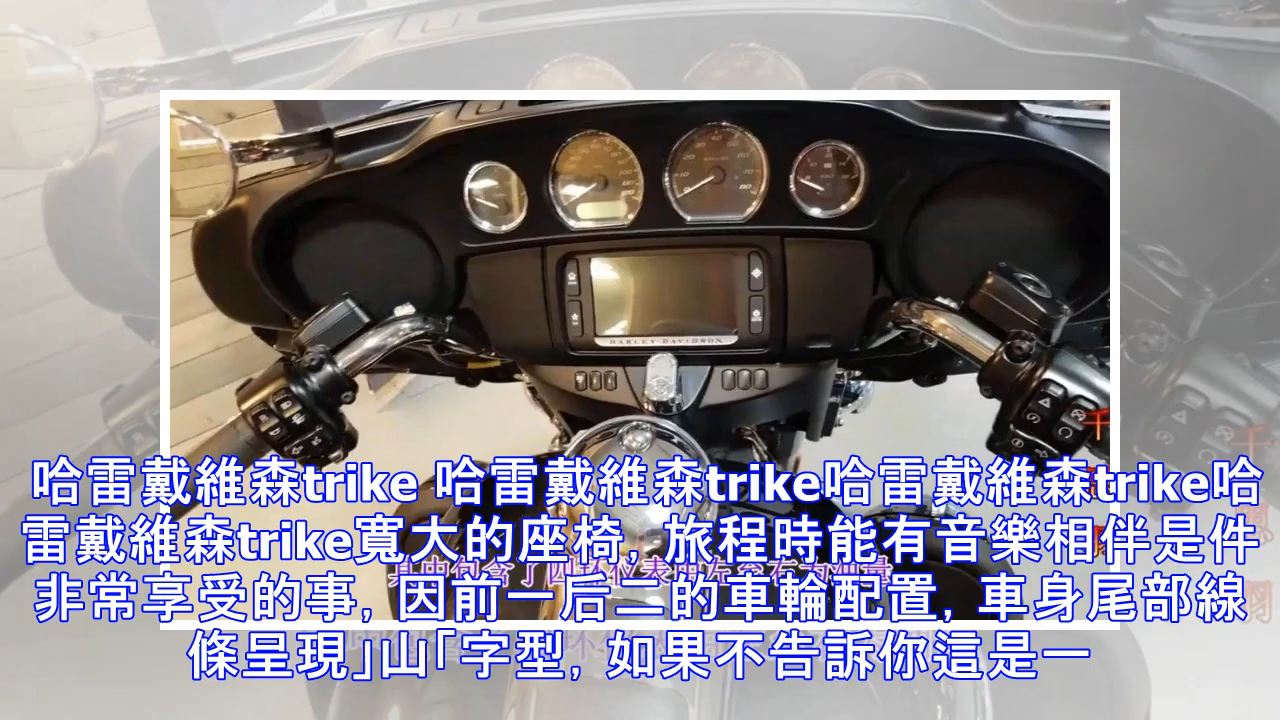 HARLEY-DAVIDSON
哈雷戴維森trike 哈雷戴維森trike哈雷戴維森trike哈
雷戴維森trike寬大的座椅, 旅程時能有音樂相伴是件
非常享受的事, 因前一后二的車輪配置, 車身尾部線
條呈現」山「字型, 如果不告訴你這是一